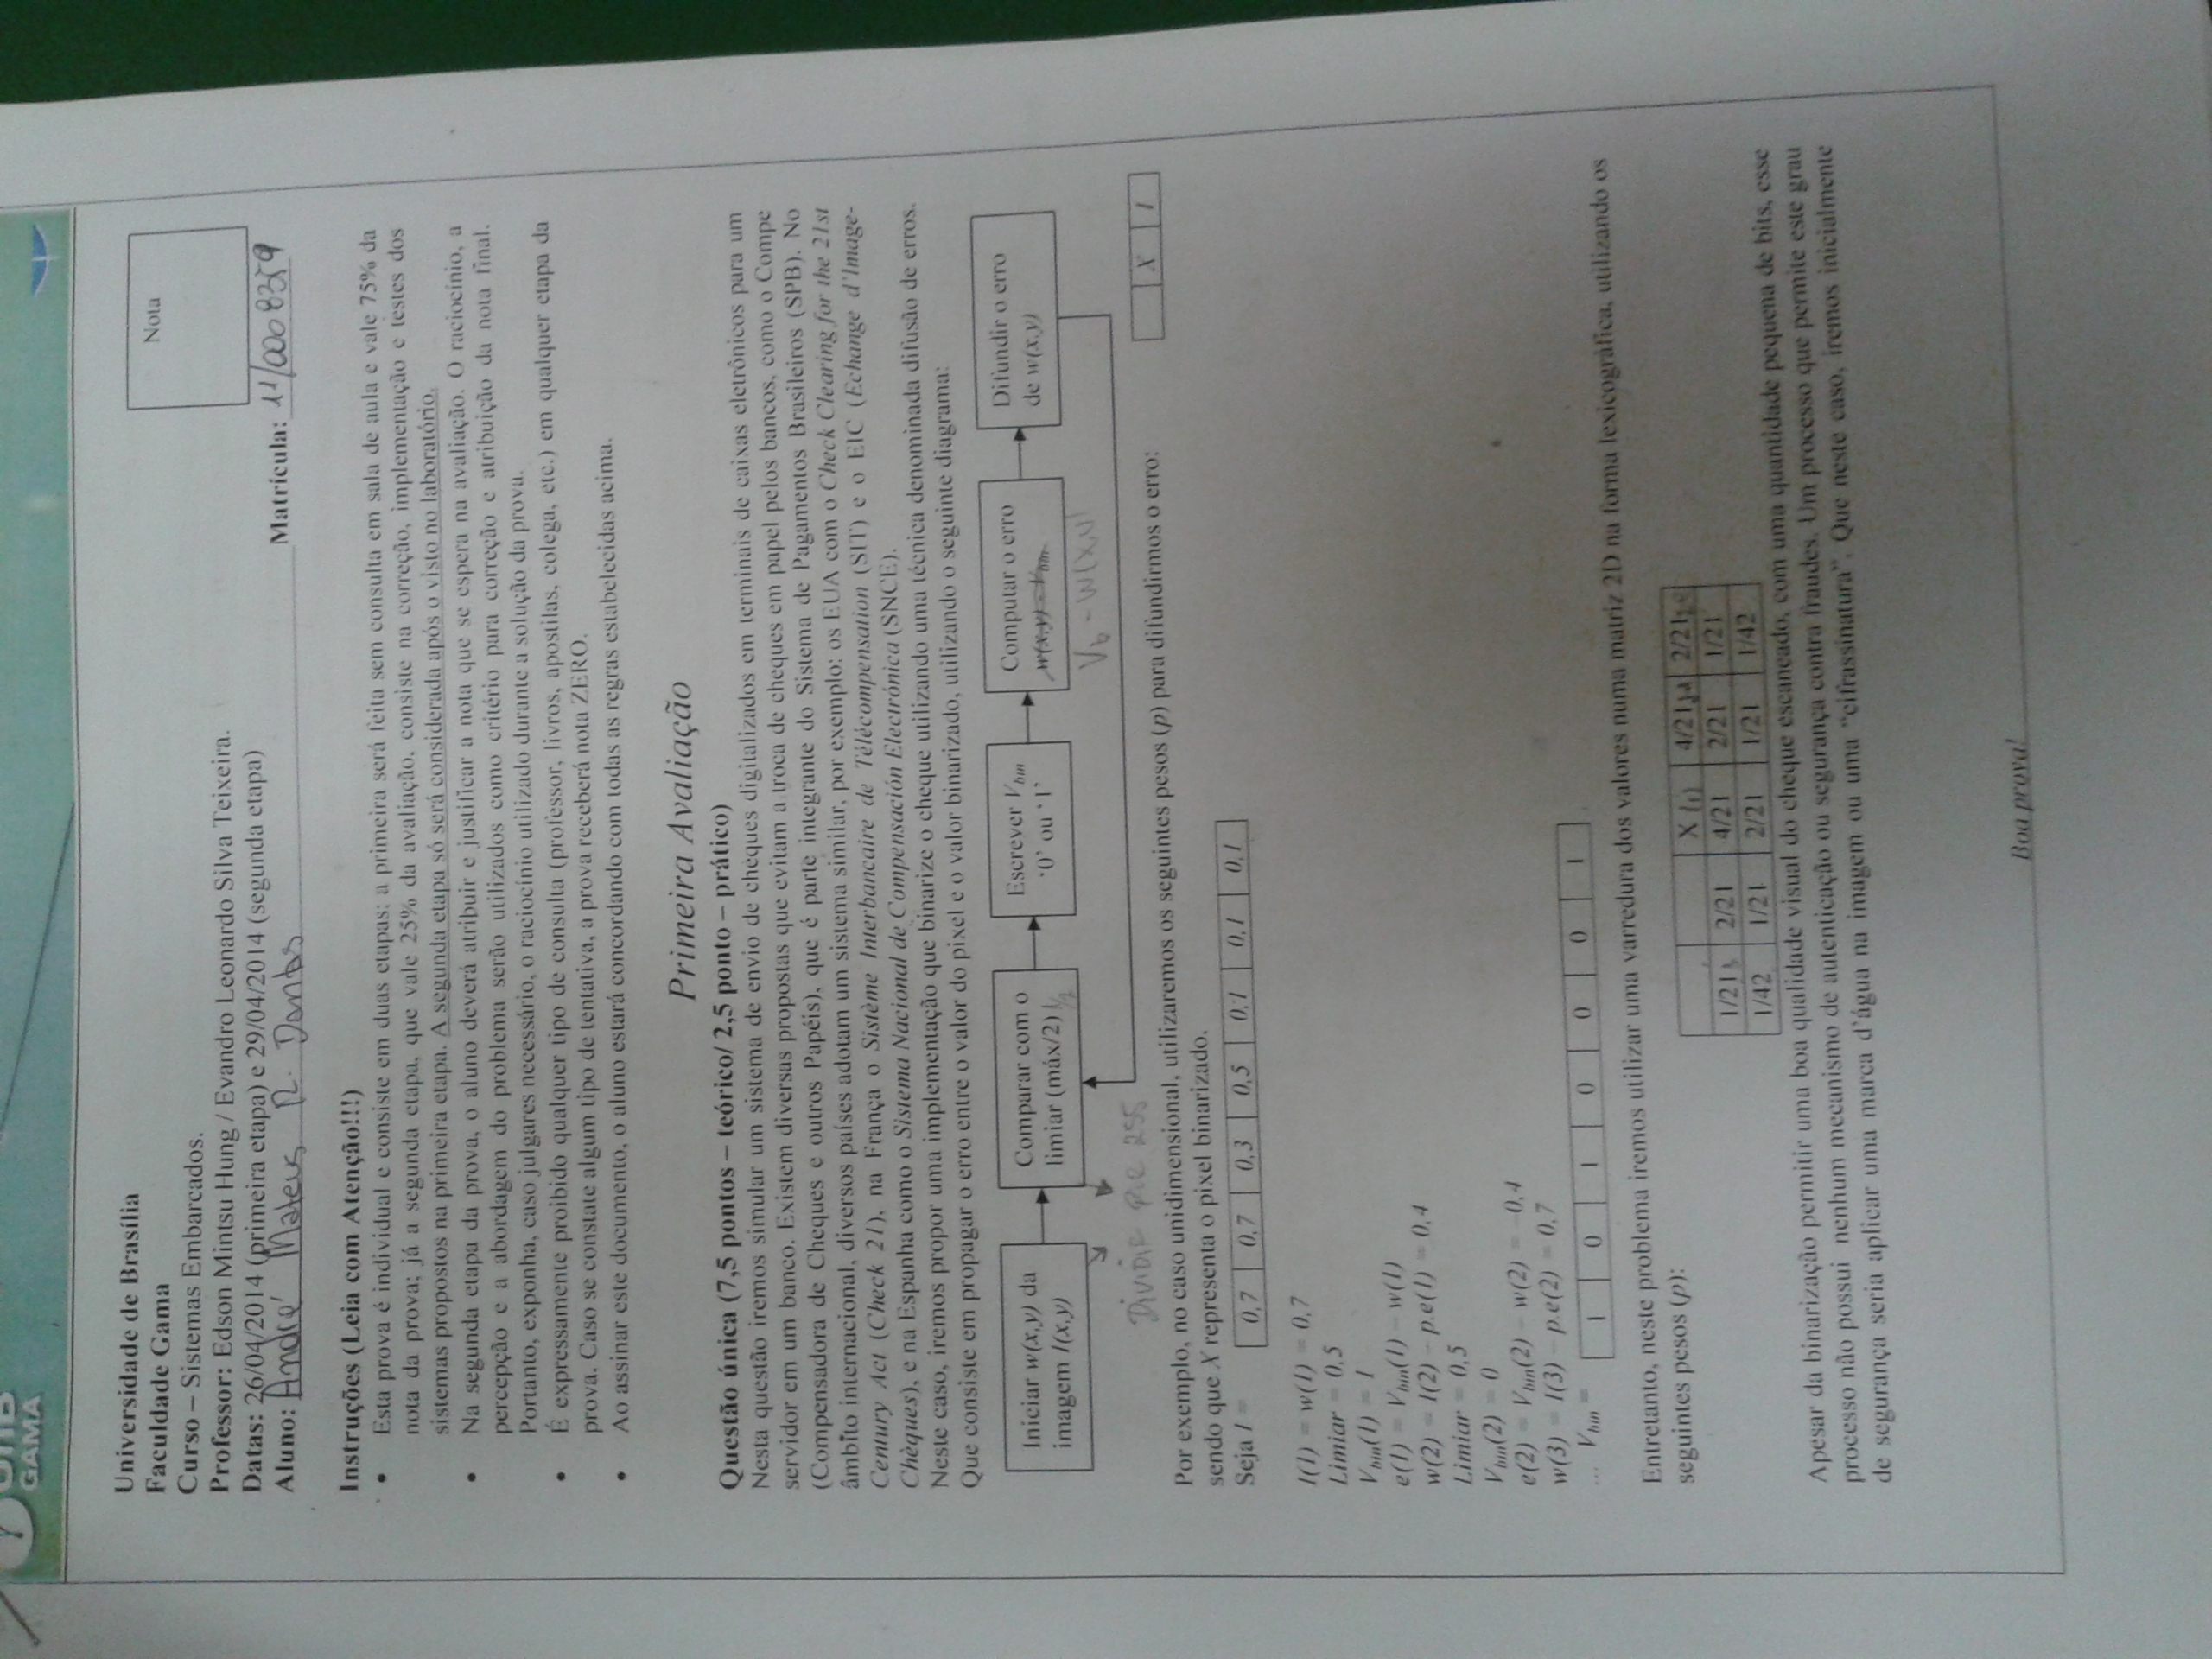 UnB
GAMA
Nota
Universidade de Brasília
Faculdade Gama
Curso – Sistemas Embarcados.
Professor: Edson Mintsu Hung / Evandro Leonardo Silva Teixeira.
Datas: 26/04/2014 (primeira etapa) e 29/04/2014 (segunda etapa)
Aluno: André Mateus R. Dantas Matrícula: 11/0008359
Instruções (Leia com Atenção!!!)
• Esta prova é individual e consiste em duas etapas: a primeira será feita sem consulta em sala de aula e vale 75% da
nota da prova; já a segunda etapa, que vale 25% da avaliação, consiste na correção, implementação e testes dos
sistemas propostos na primeira etapa. A segunda etapa só será considerada após o visto no laboratório.
• Na segunda etapa da prova, o aluno deverá atribuir e justificar a nota que se espera na avaliação. O raciocínio, a
percepção e a abordagem do problema serão utilizados como critério para correção e atribuição da nota final.
Portanto, exponha, caso julgares necessário, o raciocínio utilizado durante a solução da prova.
• É expressamente proibido qualquer tipo de consulta (professor, livros, apostilas, colega, etc.) em qualquer etapa da
prova. Caso se constate algum tipo de tentativa, a prova receberá nota ZERO.
• Ao assinar este documento, o aluno estará concordando com todas as regras estabelecidas acima.
Primeira Avaliação
Questão única (7,5 pontos – teórico/ 2,5 ponto – prático)
Nesta questão iremos simular um sistema de envio de cheques digitalizados em terminais de caixas eletrônicos para um
servidor em um banco. Existem diversas propostas que evitam a troca de cheques em papel pelos bancos, como o Compe
(Compensadora de Cheques e outros Papéis), que é parte integrante do Sistema de Pagamentos Brasileiros (SPB). No
âmbito internacional, diversos países adotam um sistema similar, por exemplo: os EUA com o Check Clearing for the 21st
Century Act (Check 21), na França o Sistème Interbancaire de Télécompensation (SIT) e o EIC (Echange d'Image-
Chèques), e na Espanha como o Sistema Nacional de Compensación Electrónica (SNCE).
Neste caso, iremos propor uma implementação que binarize o cheque utilizando uma técnica denominada difusão de erros.
Que consiste em propagar o erro entre o valor do pixel e o valor binarizado, utilizando o seguinte diagrama:
Iniciar w(x,y) da
imagem I(x,y)
Comparar com o
limiar (máx/2) 1/2
Escrever Vbin
'0' ou '1'
Computar o erro
w(x,y) – Vbin
Difundir o erro
de w(x,y)
Dividir por 255
Vb - w(x,y)
Por exemplo, no caso unidimensional, utilizaremos os seguintes pesos (p) para difundirmos o erro:
X 1
sendo que X representa o pixel binarizado.
Seja I = 0,7 0,7 0,3 0,5 0,1 0,1 0,1
I(1) = w(1) = 0,7
Limiar = 0,5
Vbin(1) = 1
e(1) = Vbin(1) – w(1)
w(2) = I(2) – p.e(1) = 0,4
Limiar = 0,5
Vbin(2) = 0
e(2) = Vbin(2) – w(2) = -0,4
w(3) = I(3) – p.e(2) = 0,7
... Vbin = 1 0 1 0 0 0 1
Entretanto, neste problema iremos utilizar uma varredura dos valores numa matriz 2D na forma lexicográfica, utilizando os
seguintes pesos (p):
X 4/21 2/21
1/21 2/21 4/21 2/21 1/21
1/42 1/21 2/21 1/21 1/42
Apesar da binarização permitir uma boa qualidade visual do cheque escaneado, com uma quantidade pequena de bits, esse
processo não possui nenhum mecanismo de autenticação ou segurança contra fraudes. Um processo que permite este grau
de segurança seria aplicar uma marca d'água na imagem ou uma "cifrassinatura". Que neste caso, iremos inicialmente
Boa prova!